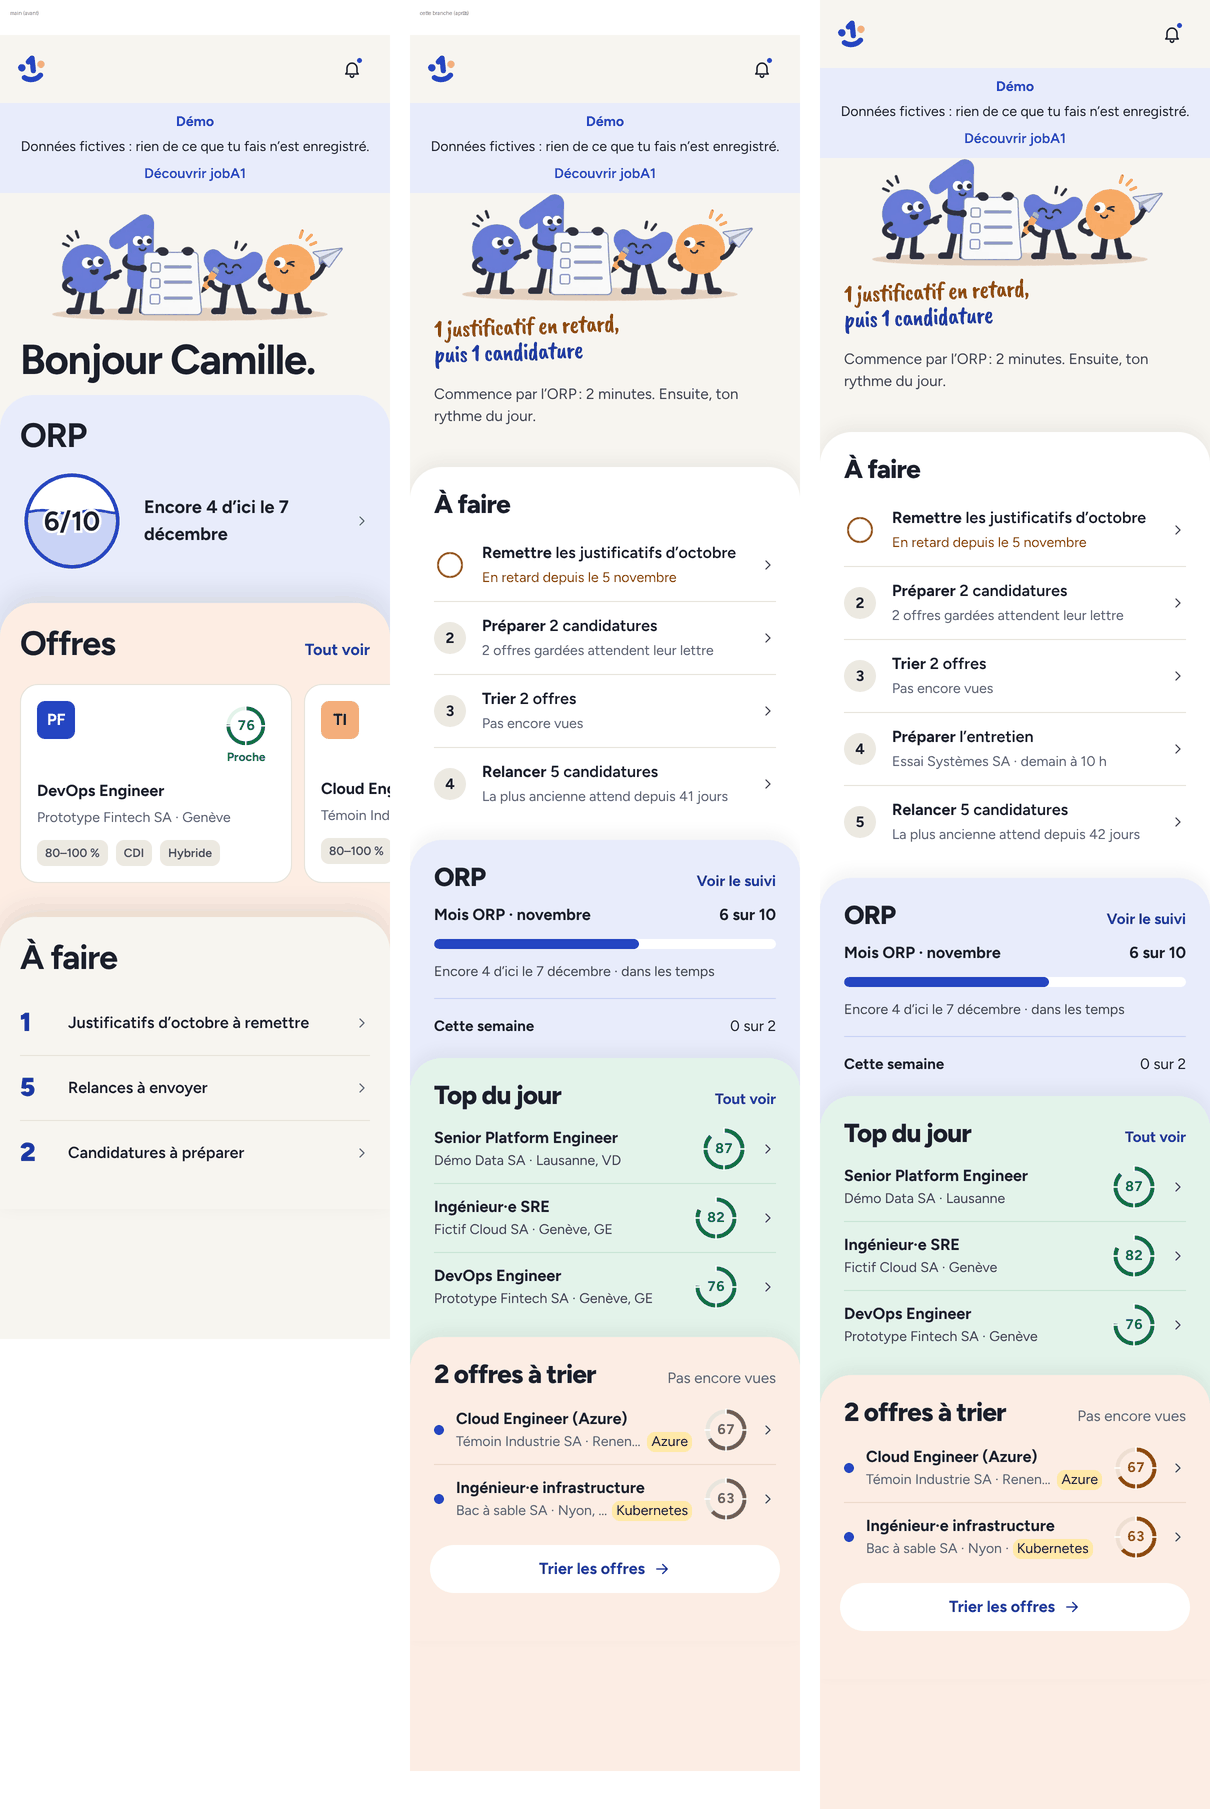 main (avant)
Démo
Données fictives : rien de ce que tu fais n’est enregistré.
Découvrir jobA1
Bonjour Camille.
ORP
6/10
Encore 4 d’ici le 7
décembre
Offres
Tout voir
PF
76
Proche
DevOps Engineer
Prototype Fintech SA · Genève
80–100 %
CDI
Hybride
TI
Cloud Eng
Témoin Ind
80–100 %
À faire
1
Justificatifs d’octobre à remettre
5
Relances à envoyer
2
Candidatures à préparer
cette branche (après)
Démo
Données fictives : rien de ce que tu fais n’est enregistré.
Découvrir jobA1
1 justificatif en retard,
puis 1 candidature
Commence par l’ORP : 2 minutes. Ensuite, ton
rythme du jour.
À faire
Remettre les justificatifs d’octobre
En retard depuis le 5 novembre
2
Préparer 2 candidatures
2 offres gardées attendent leur lettre
3
Trier 2 offres
Pas encore vues
4
Relancer 5 candidatures
La plus ancienne attend depuis 41 jours
ORP
Voir le suivi
Mois ORP · novembre
6 sur 10
Encore 4 d’ici le 7 décembre · dans les temps
Cette semaine
0 sur 2
Top du jour
Tout voir
Senior Platform Engineer
Démo Data SA · Lausanne, VD
87
Ingénieur·e SRE
Fictif Cloud SA · Genève, GE
82
DevOps Engineer
Prototype Fintech SA · Genève, GE
76
2 offres à trier
Pas encore vues
Cloud Engineer (Azure)
Témoin Industrie SA · Renen... Azure
67
Ingénieur·e infrastructure
Bac à sable SA · Nyon, ... Kubernetes
63
Trier les offres →
Démo
Données fictives : rien de ce que tu fais n’est enregistré.
Découvrir jobA1
1 justificatif en retard,
puis 1 candidature
Commence par l’ORP : 2 minutes. Ensuite, ton
rythme du jour.
À faire
Remettre les justificatifs d’octobre
En retard depuis le 5 novembre
2
Préparer 2 candidatures
2 offres gardées attendent leur lettre
3
Trier 2 offres
Pas encore vues
4
Préparer l’entretien
Essai Systèmes SA · demain à 10 h
5
Relancer 5 candidatures
La plus ancienne attend depuis 42 jours
ORP
Voir le suivi
Mois ORP · novembre
6 sur 10
Encore 4 d’ici le 7 décembre · dans les temps
Cette semaine
0 sur 2
Top du jour
Tout voir
Senior Platform Engineer
Démo Data SA · Lausanne
87
Ingénieur·e SRE
Fictif Cloud SA · Genève
82
DevOps Engineer
Prototype Fintech SA · Genève
76
2 offres à trier
Pas encore vues
Cloud Engineer (Azure)
Témoin Industrie SA · Renen... Azure
67
Ingénieur·e infrastructure
Bac à sable SA · Nyon · Kubernetes
63
Trier les offres →